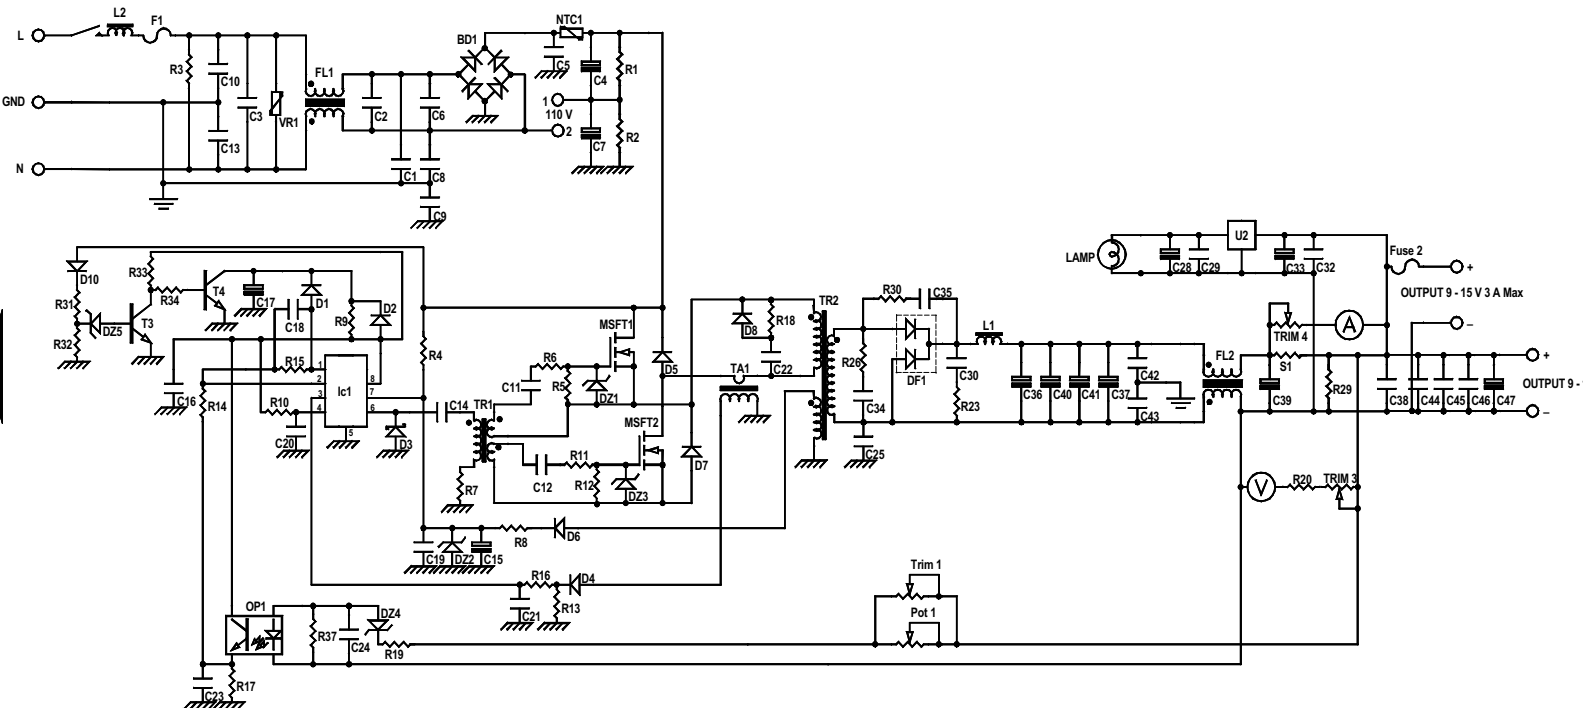 L2
F1
L
GND
N
R3
C10
C13
C3
VR1
FL1
C2
C1
C6
C8
C9
BD1
NTC1
C5
C4
R1
1
110 V
2
C7
R2
D10
R33
R34
T4
C17
D1
C18
R9
D2
R31
DZ5
T3
R32
C16
R14
R15
R10
C20
1
2
3
4
Ic1
8
7
6
5
D3
R4
C14
TR1
R7
C11
R6
R5
DZ1
MSFT1
D5
MSFT2
C12
R11
R12
DZ3
D7
D8
R18
C22
TA1
TR2
R30
C35
R26
C34
C25
DF1
C30
R23
L1
C36
C40
C41
C37
C42
C43
FL2
LAMP
C28
C29
U2
C33
C32
Fuse 2
+
OUTPUT 9 - 15 V 3 A Max
–
TRIM 4
A
S1
C39
R29
C38
C44
C45
C46
C47
+
OUTPUT 9 -
–
V
R20
TRIM 3
C19
DZ2
C15
R8
D6
R16
D4
C21
R13
Trim 1
Pot 1
OP1
R37
C24
DZ4
R19
C23
R17